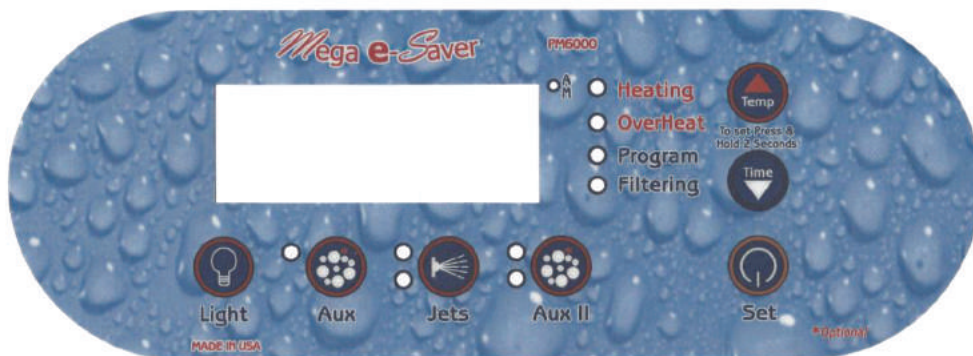 Mega e-Saver
PM6000
AM
Heating
OverHeat
Program
Filtering
Temp
To set Press &
Hold 2 Seconds
Time
Light
Aux
Jets
Aux II
Set
MADE IN USA
*Optional